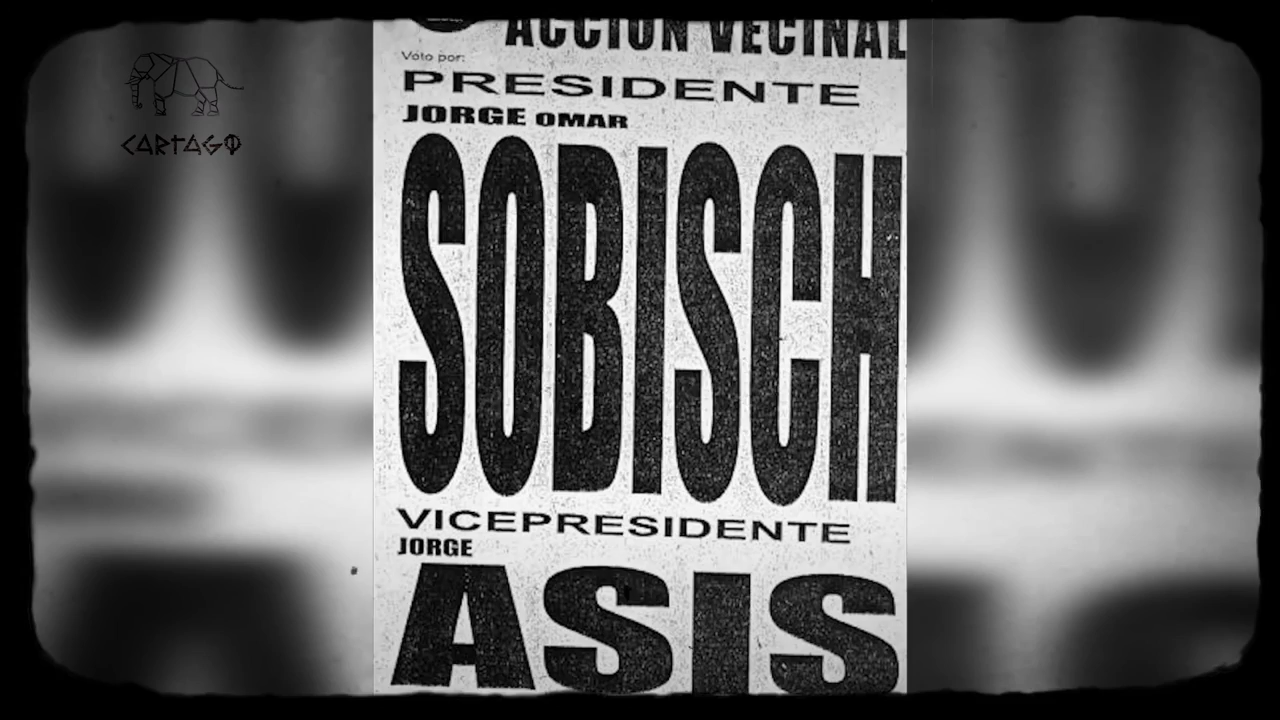 CARTAGO
ACCION VECINAL
Voto por:
PRESIDENTE
JORGE OMAR
SOBISCH
VICEPRESIDENTE
JORGE
ASIS